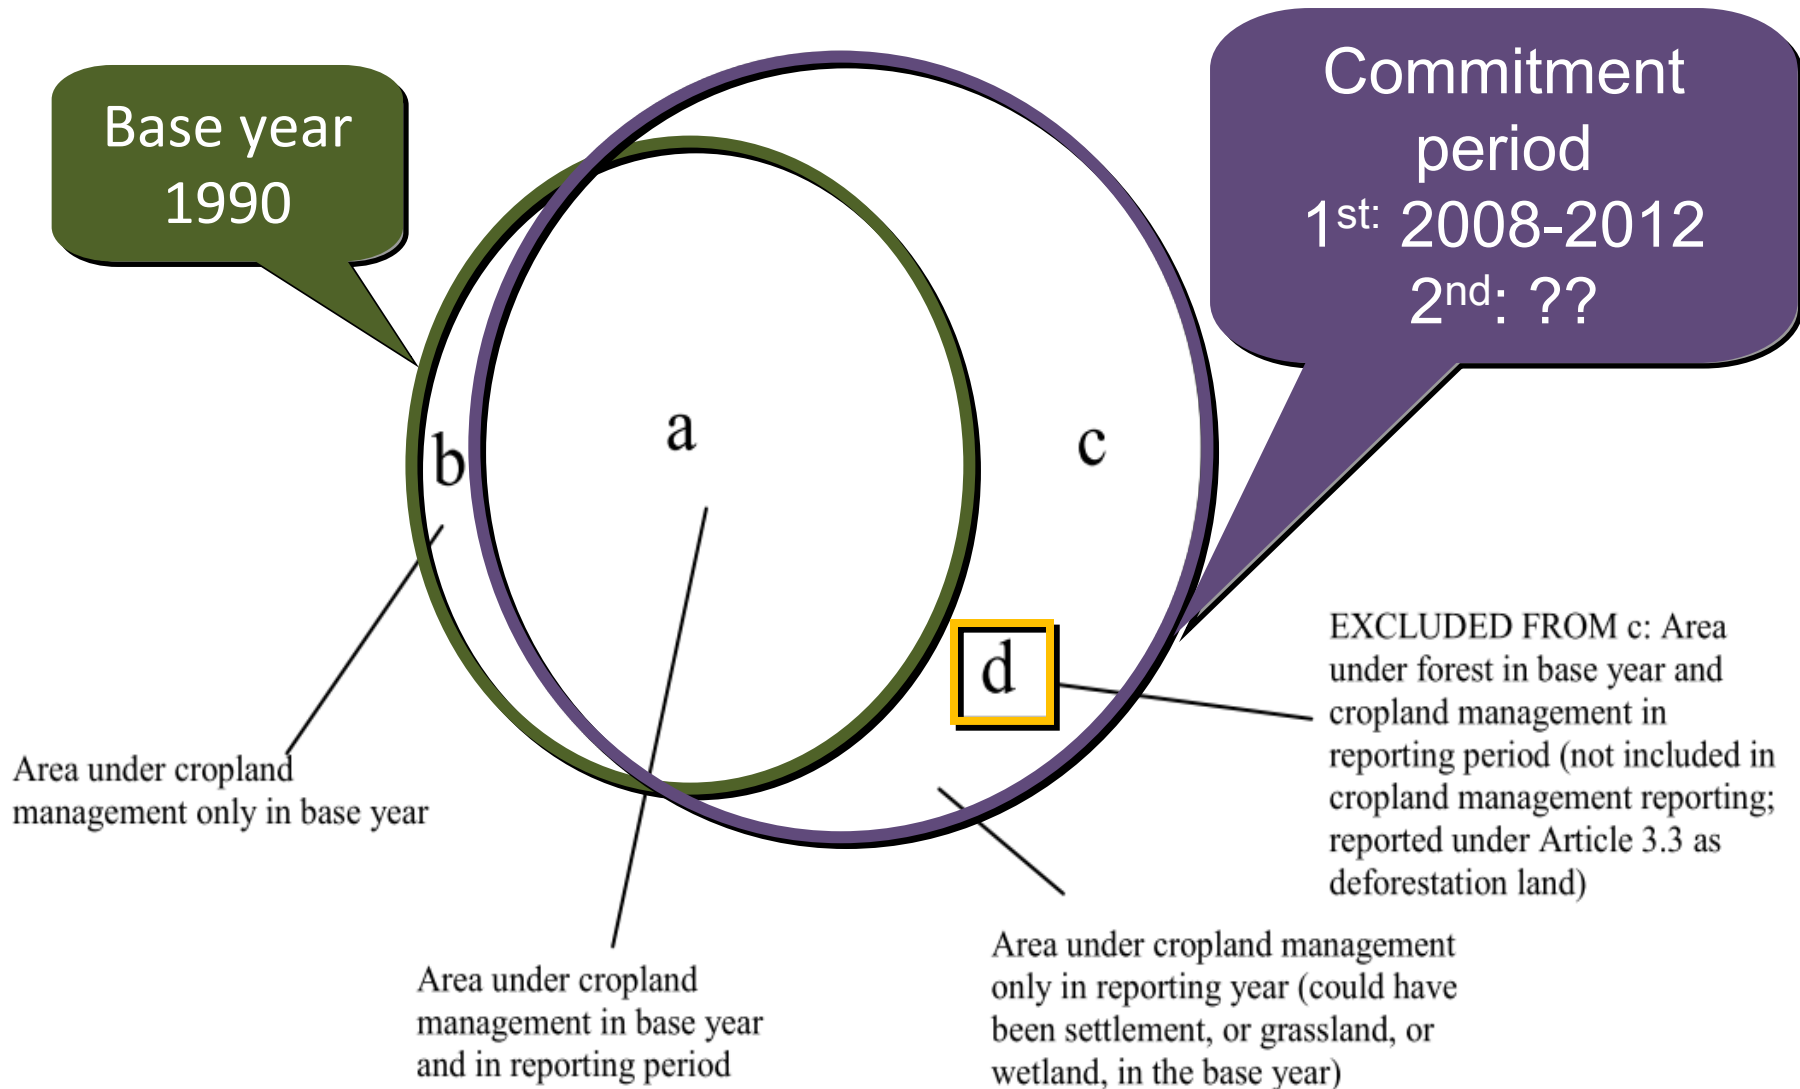 Base year
1990
Commitment
period
1st: 2008-2012
2nd: ??
a
b
c
d
EXCLUDED FROM c: Area
under forest in base year and
cropland management in
reporting period (not included in
cropland management reporting;
reported under Article 3.3 as
deforestation land)
Area under cropland
management only in base year
Area under cropland
management in base year
and in reporting period
Area under cropland management
only in reporting year (could have
been settlement, or grassland, or
wetland, in the base year)